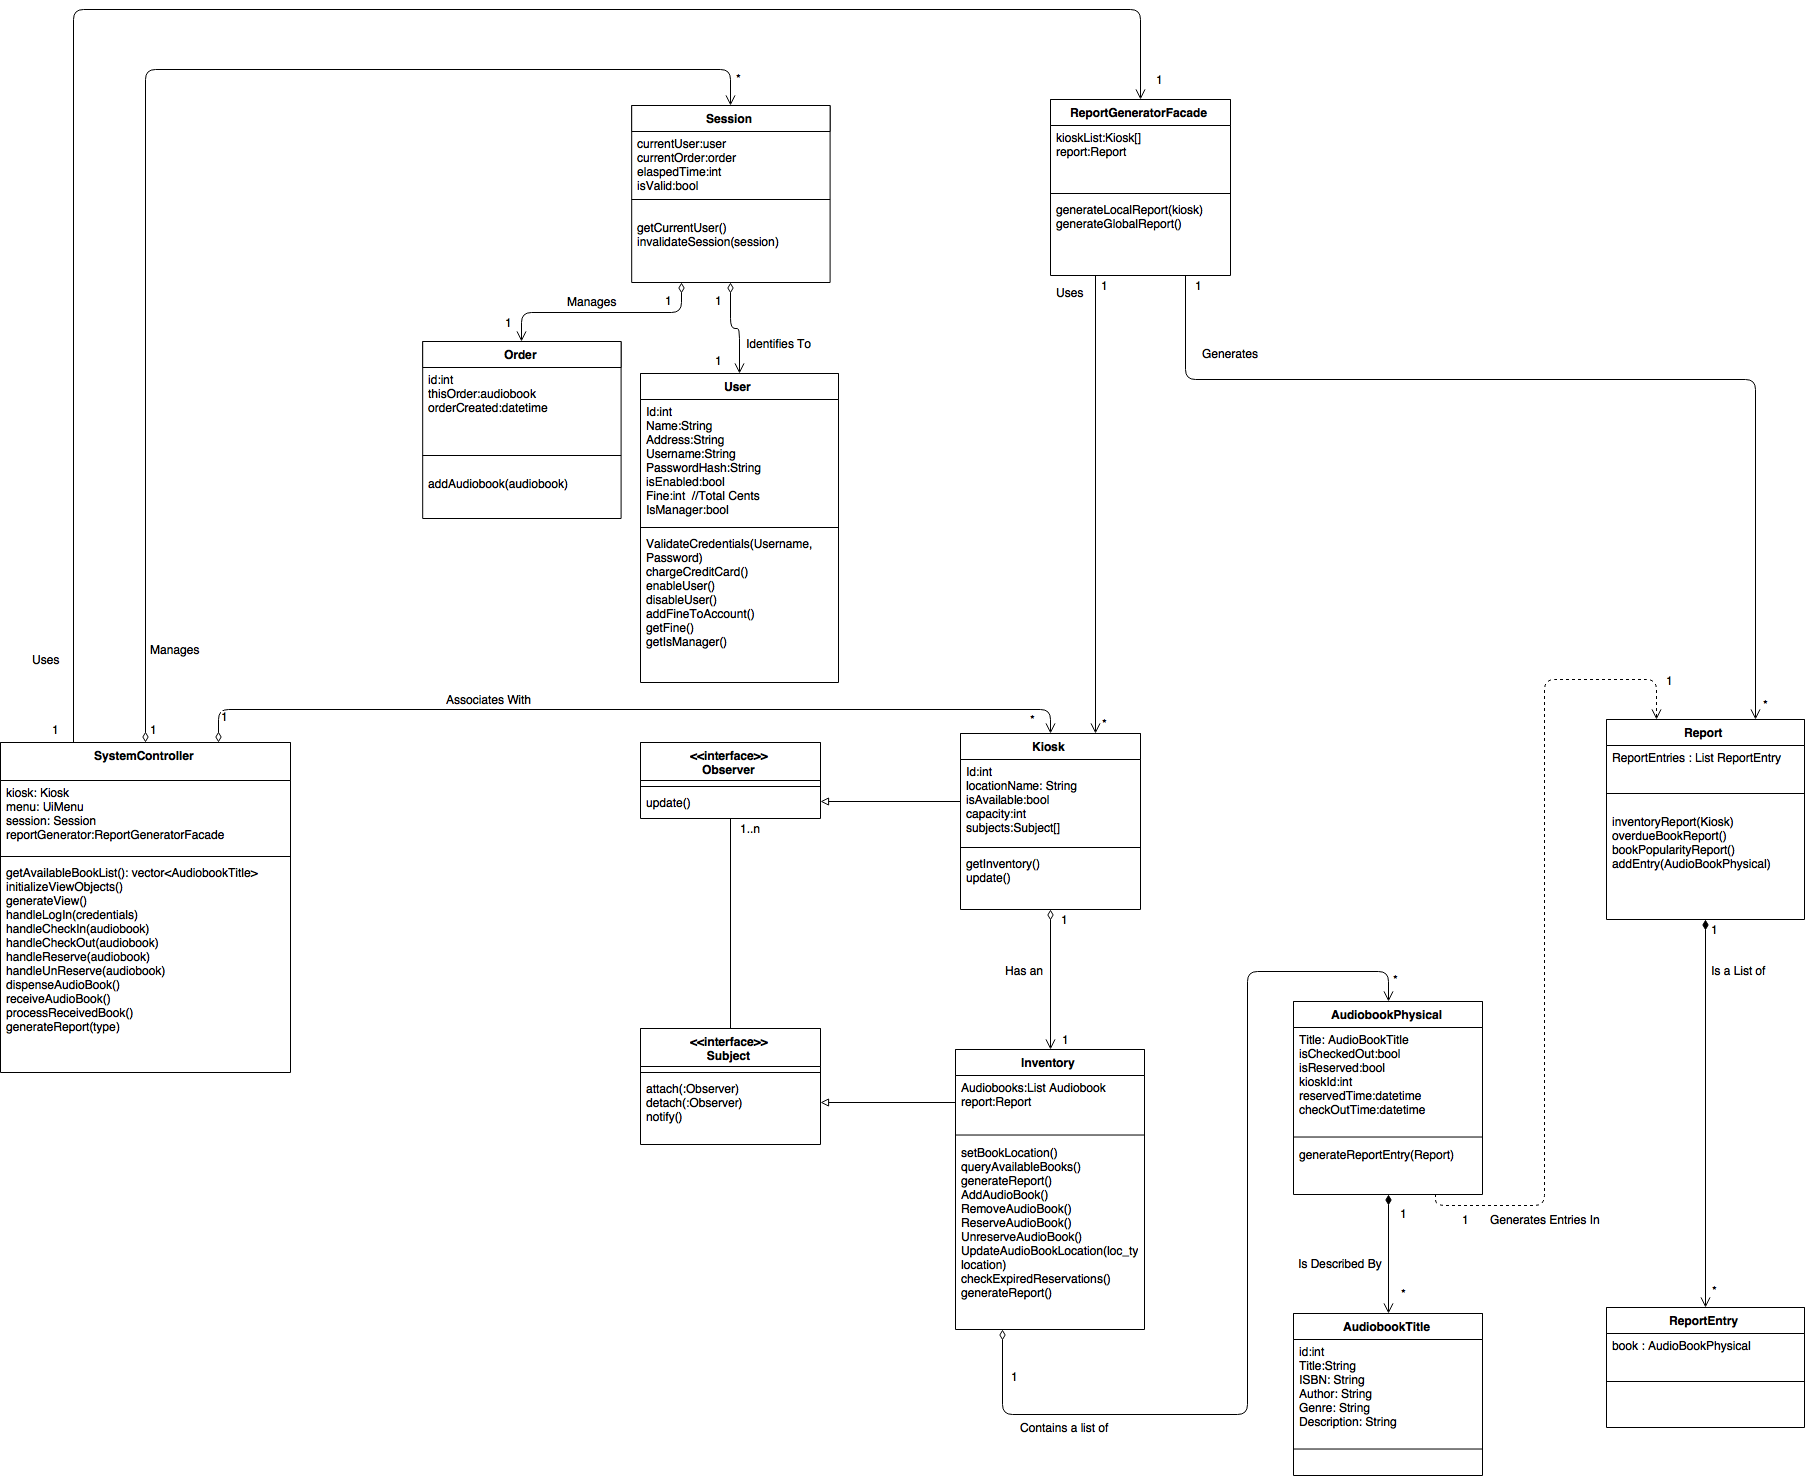 *
1
Session
currentUser:user
currentOrder:order
elaspedTime:int
isValid:bool
getCurrentUser()
invalidateSession(session)
ReportGeneratorFacade
kioskList:Kiosk[]
report:Report
generateLocalReport(kiosk)
generateGlobalReport()
Manages
1
1
1
Identifies To
1
Uses
1
1
Generates
Order
id:int
thisOrder:audiobook
orderCreated:datetime
addAudiobook(audiobook)
User
Id:int
Name:String
Address:String
Username:String
PasswordHash:String
isEnabled:bool
Fine:int  //Total Cents
IsManager:bool
ValidateCredentials(Username,
Password)
chargeCreditCard()
enableUser()
disableUser()
addFineToAccount()
getFine()
getIsManager()
Uses
Manages
Associates With
1
1
1
*
*
1
*
SystemController
kiosk: Kiosk
menu: UiMenu
session: Session
reportGenerator:ReportGeneratorFacade
getAvailableBookList(): vector<AudiobookTitle>
initializeViewObjects()
generateView()
handleLogIn(credentials)
handleCheckIn(audiobook)
handleCheckOut(audiobook)
handleReserve(audiobook)
handleUnReserve(audiobook)
dispenseAudioBook()
receiveAudioBook()
processReceivedBook()
generateReport(type)
<<interface>>
Observer
update()
1..n
Kiosk
Id:int
locationName: String
isAvailable:bool
capacity:int
subjects:Subject[]
getInventory()
update()
1
Has an
1
Report
ReportEntries : List ReportEntry
inventoryReport(Kiosk)
overdueBookReport()
bookPopularityReport()
addEntry(AudioBookPhysical)
1
Is a List of
*
<<interface>>
Subject
attach(:Observer)
detach(:Observer)
notify()
Inventory
Audiobooks:List Audiobook
report:Report
setBookLocation()
queryAvailableBooks()
generateReport()
AddAudioBook()
RemoveAudioBook()
ReserveAudioBook()
UnreserveAudioBook()
UpdateAudioBookLocation(loc_ty
location)
checkExpiredReservations()
generateReport()
1
Contains a list of
*
AudiobookPhysical
Title: AudioBookTitle
isCheckedOut:bool
isReserved:bool
kioskId:int
reservedTime:datetime
checkOutTime:datetime
generateReportEntry(Report)
1
1
Generates Entries In
Is Described By
*
AudiobookTitle
id:int
Title:String
ISBN: String
Author: String
Genre: String
Description: String
ReportEntry
book : AudioBookPhysical